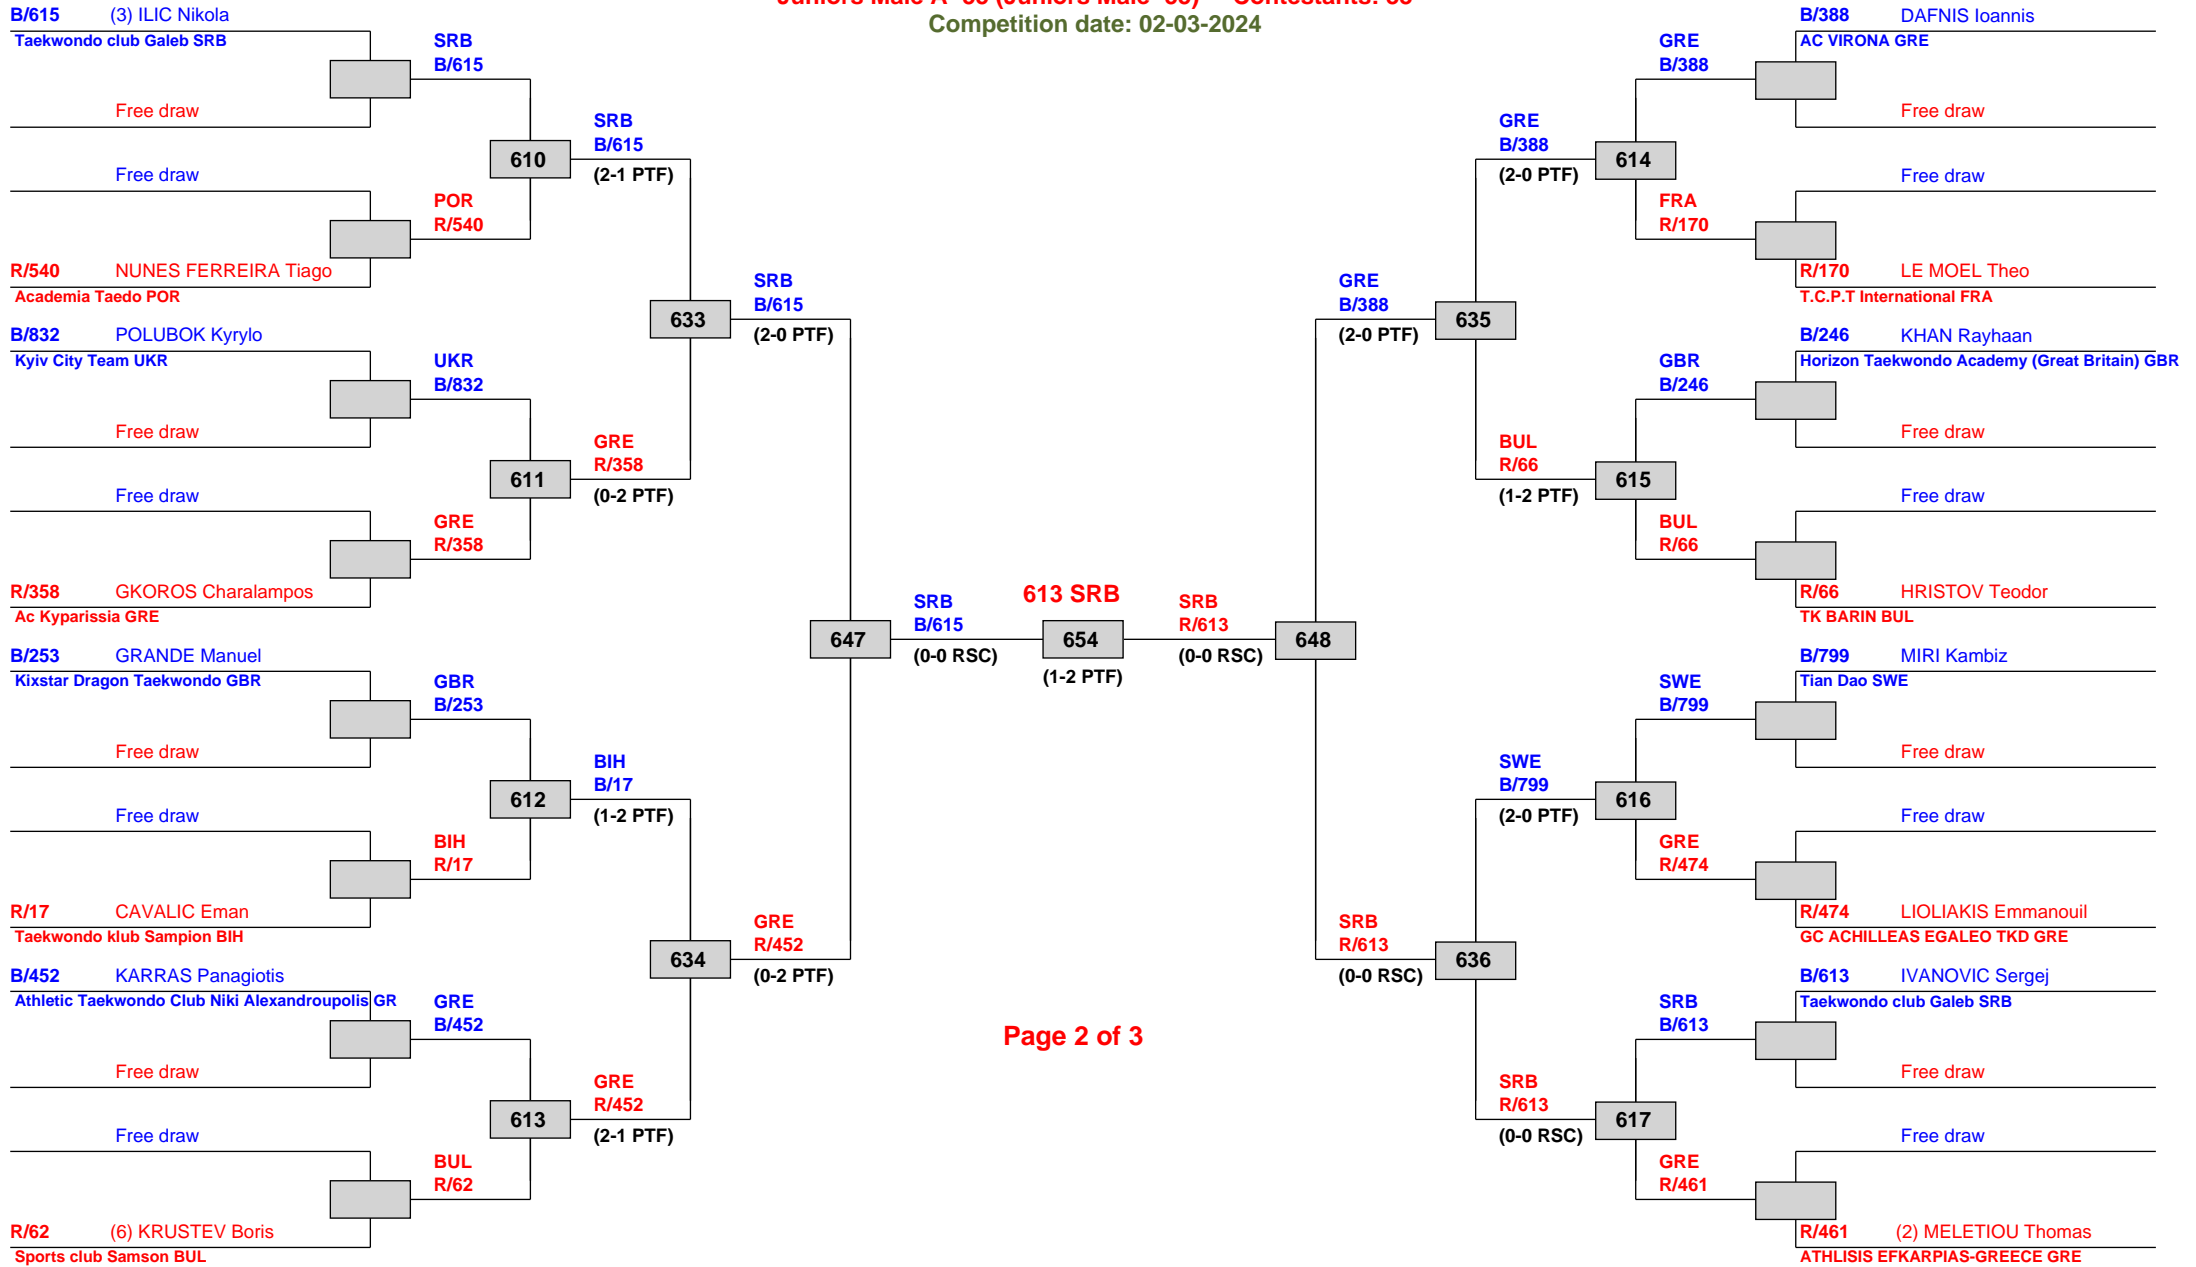 Competition date: 02-03-2024
B/615 (3) ILIC Nikola
Taekwondo club Galeb SRB
SRB
B/615
Free draw
SRB
B/615
610
(2-1 PTF)
Free draw
POR
R/540
R/540 NUNES FERREIRA Tiago
Academia Taedo POR
SRB
B/615
633
(2-0 PTF)
B/832 POLUBOK Kyrylo
Kyiv City Team UKR
UKR
B/832
Free draw
GRE
R/358
611
(0-2 PTF)
Free draw
GRE
R/358
R/358 GKOROS Charalampos
Ac Kyparissia GRE
SRB
B/615
647
(0-0 RSC)
B/253 GRANDE Manuel
Kixstar Dragon Taekwondo GBR
GBR
B/253
Free draw
BIH
B/17
612
(1-2 PTF)
Free draw
BIH
R/17
R/17 CAVALIC Eman
Taekwondo klub Sampion BIH
GRE
R/452
634
(0-2 PTF)
B/452 KARRAS Panagiotis
Athletic Taekwondo Club Niki Alexandroupolis GR
GRE
B/452
Free draw
GRE
R/452
613
(2-1 PTF)
Free draw
BUL
R/62
R/62 (6) KRUSTEV Boris
Sports club Samson BUL
613 SRB
654
(1-2 PTF)
Page 2 of 3
B/388 DAFNIS Ioannis
AC VIRONA GRE
GRE
B/388
Free draw
GRE
B/388
614
(2-0 PTF)
Free draw
FRA
R/170
R/170 LE MOEL Theo
T.C.P.T International FRA
GRE
B/388
635
(2-0 PTF)
B/246 KHAN Rayhaan
Horizon Taekwondo Academy (Great Britain) GBR
GBR
B/246
Free draw
BUL
R/66
615
(1-2 PTF)
Free draw
BUL
R/66
R/66 HRISTOV Teodor
TK BARIN BUL
SRB
R/613
648
(0-0 RSC)
B/799 MIRI Kambiz
Tian Dao SWE
SWE
B/799
Free draw
SWE
B/799
616
(2-0 PTF)
Free draw
GRE
R/474
R/474 LIOLIAKIS Emmanouil
GC ACHILLEAS EGALEO TKD GRE
SRB
R/613
636
(0-0 RSC)
B/613 IVANOVIC Sergej
Taekwondo club Galeb SRB
SRB
B/613
Free draw
SRB
R/613
617
(0-0 RSC)
Free draw
GRE
R/461
R/461 (2) MELETIOU Thomas
ATHLISIS EFKARPIAS-GREECE GRE